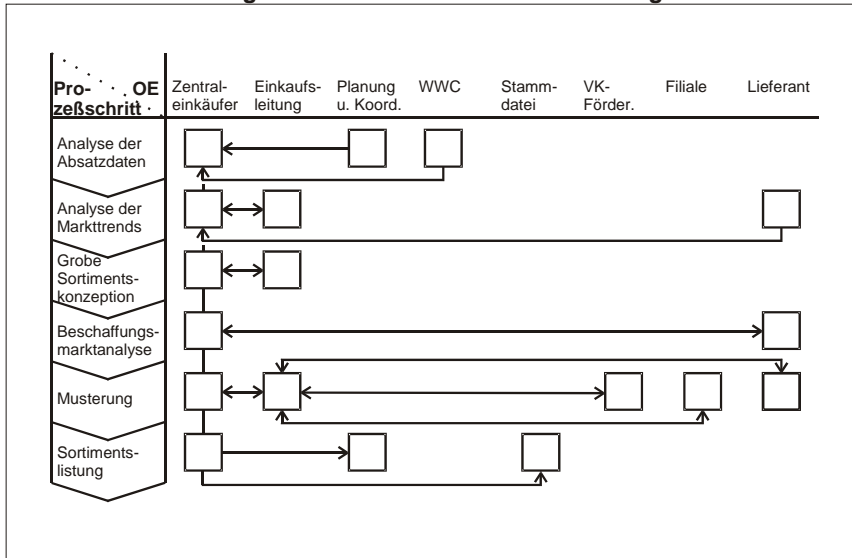 Pro- OE
zeßschritt
Zentral-
einkäufer
Einkaufs-
leitung
Planung
u. Koord.
WWC
Stamm-
datei
VK-
Förder.
Filiale
Lieferant
Analyse der
Absatzdaten
Analyse der
Markttrends
Grobe
Sortiments-
konzeption
Beschaffungs-
marktanalyse
Musterung
Sortiments-
listung